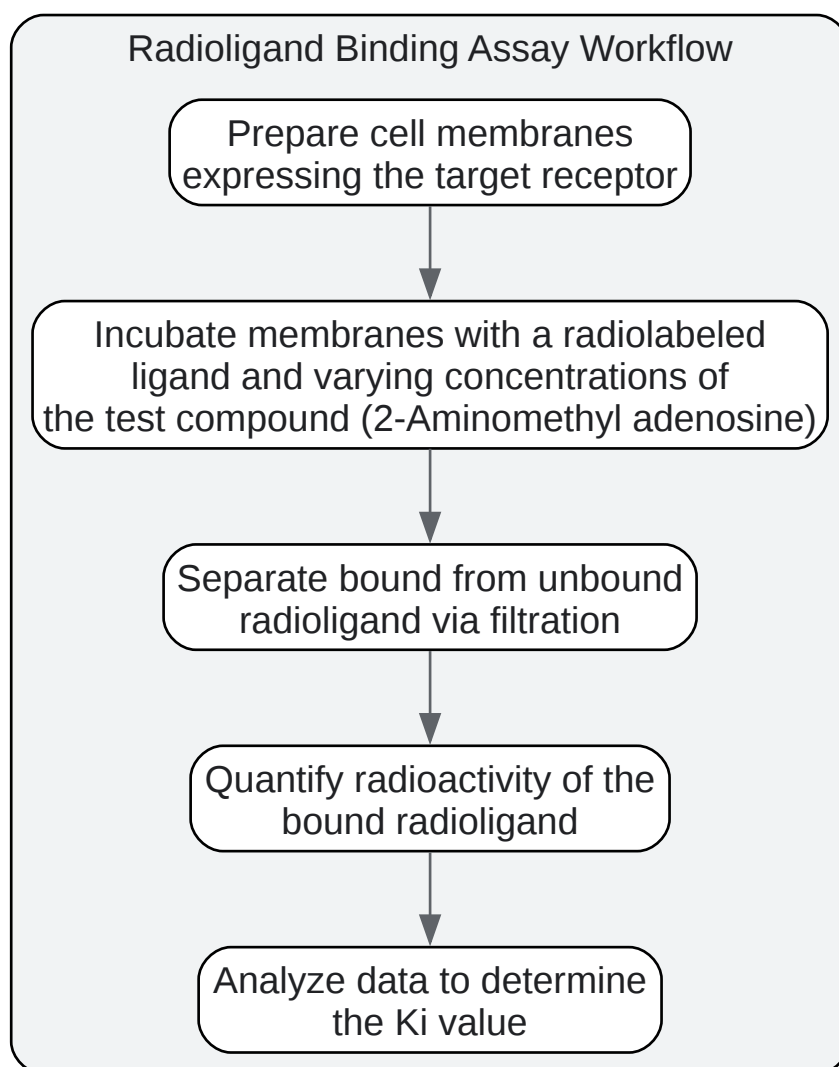 Radioligand Binding Assay Workflow
Prepare cell membranes
expressing the target receptor
Incubate membranes with a radiolabeled
ligand and varying concentrations of
the test compound (2-Aminomethyl adenosine)
Separate bound from unbound
radioligand via filtration
Quantify radioactivity of the
bound radioligand
Analyze data to determine
the Ki value